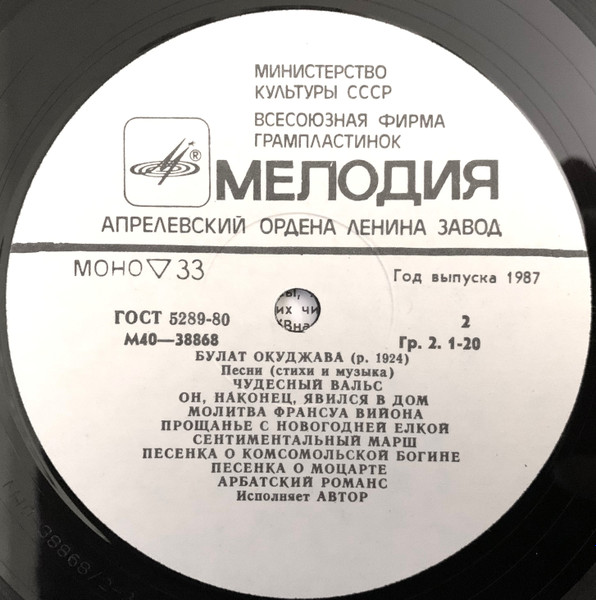 МИНИСТЕРСТВО
КУЛЬТУРЫ СССР
ВСЕСОЮЗНАЯ ФИРМА
ГРАМПЛАСТИНОК
®
МЕЛОДИЯ
АПРЕЛЕВСКИЙ ОРДЕНА ЛЕНИНА ЗАВОД
МОНО ▽ 33
Год выпуска 1987
ГОСТ 5289-80
2
М40—38868
Гр. 2. 1-20
БУЛАТ ОКУДЖАВА (р. 1924)
Песни (стихи и музыка)
ЧУДЕСНЫЙ ВАЛЬС
ОН, НАКОНЕЦ, ЯВИЛСЯ В ДОМ
МОЛИТВА ФРАНСУА ВИЙОНА
ПРОЩАНЬЕ С НОВОГОДНЕЙ ЕЛКОЙ
СЕНТИМЕНТАЛЬНЫЙ МАРШ
ПЕСЕНКА О КОМСОМОЛЬСКОЙ БОГИНЕ
ПЕСЕНКА О МОЦАРТЕ
АРБАТСКИЙ РОМАНС
Исполняет АВТОР